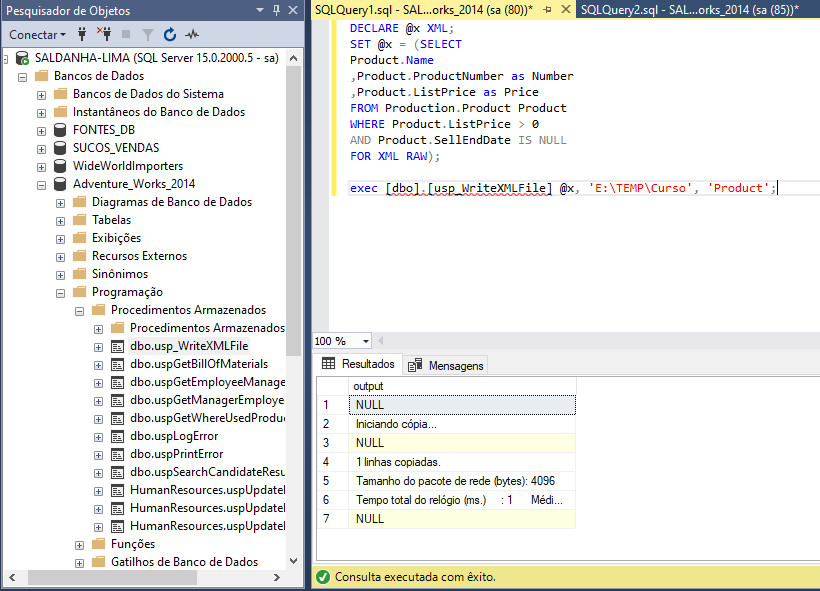 Pesquisador de Objetos
Conectar
SALDANHA-LIMA (SQL Server 15.0.2000.5 - sa)
Bancos de Dados
Bancos de Dados do Sistema
Instantâneos do Banco de Dados
FONTES_DB
SUCOS_VENDAS
WideWorldImporters
Adventure_Works_2014
Diagramas de Banco de Dados
Tabelas
Exibições
Recursos Externos
Sinônimos
Programação
Procedimentos Armazenados
Procedimentos Armazenados
dbo.usp_WriteXMLFile
dbo.uspGetBillOfMaterials
dbo.uspGetEmployeeManage
dbo.uspGetManagerEmploye
dbo.uspGetWhereUsedProdu
dbo.uspLogError
dbo.uspPrintError
dbo.uspSearchCandidateResu
HumanResources.uspUpdateI
HumanResources.uspUpdateI
HumanResources.uspUpdateI
Funções
Gatilhos de Banco de Dados
SQLQuery1.sql - SAL...orks_2014 (sa (80))* SQLQuery2.sql - SAL...orks_2014 (sa (85))*
DECLARE @x XML;
SET @x = (SELECT
Product.Name
,Product.ProductNumber as Number
,Product.ListPrice as Price
FROM Production.Product Product
WHERE Product.ListPrice > 0
AND Product.SellEndDate IS NULL
FOR XML RAW);
exec [dbo].[usp_WriteXMLFile] @x, 'E:\TEMP\Curso', 'Product';
100 %
Resultados Mensagens
output
1 NULL
2 Iniciando cópia...
3 NULL
4 1 linhas copiadas.
5 Tamanho do pacote de rede (bytes): 4096
6 Tempo total do relógio (ms.) : 1 Médi...
7 NULL
Consulta executada com êxito.